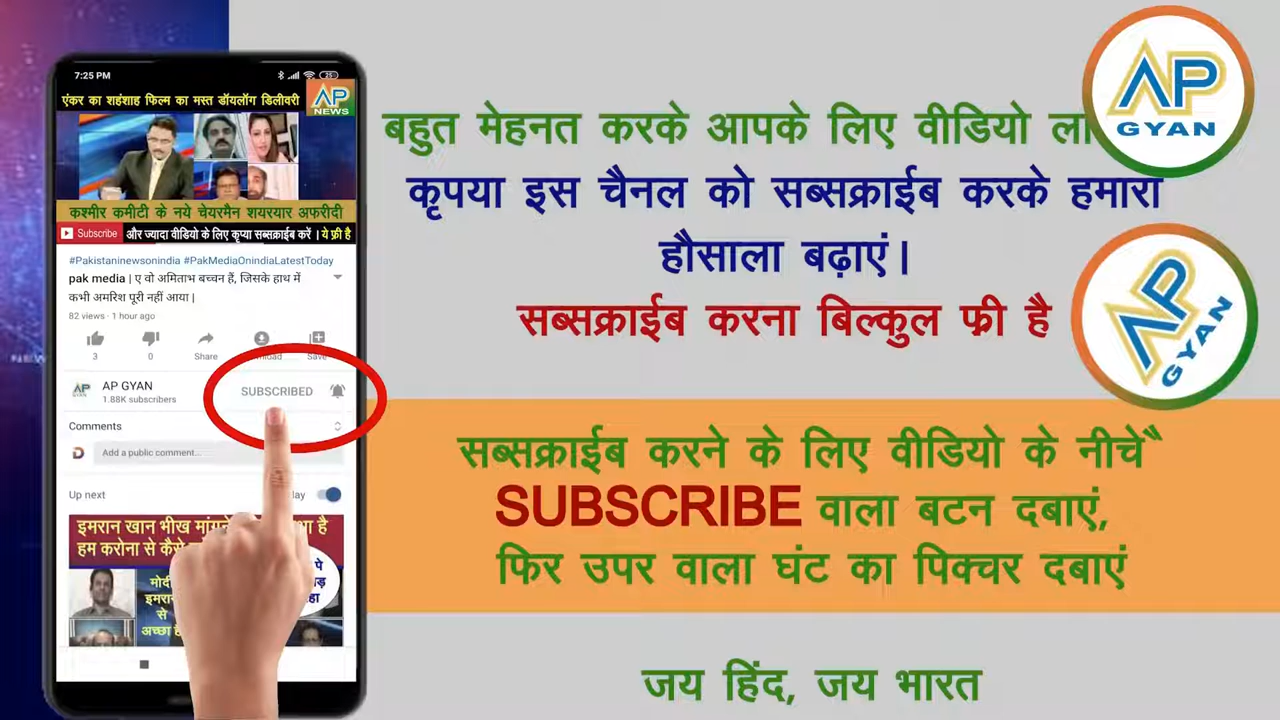 7:25 PM
25
एंकर का शहंशाह फिल्म का मस्त डॉयलॉग डिलीवरी
AP
NEWS
कश्मीर कमीटी के नये चेयरमैन शयरयार अफरीदी
Subscribe और ज्यादा वीडियो के लिए कृप्या सब्सक्राईब करें । ये फ्री है
#Pakistaninewsonindia #PakMediaOnindiaLatestToday
pak media | ए वो अमिताभ बच्चन हैं, जिसके हाथ में
कभी अमरिश पूरी नहीं आया |
82 views · 1 hour ago
3 0 Share Save
AP GYAN
1.88K subscribers
SUBSCRIBED
Comments
Add a public comment...
Up next
इमरान खान भीख मांगने है
हम करोना से कैसे
मोदी
इमरान
से
अच्छा है
बहुत मेहनत करके आपके लिए वीडियो
कृपया इस चैनल को सब्सक्राईब करके हमारा
हौसाला बढ़ाएं।
सब्सक्राईब करना बिल्कुल फ्री है
AP
GYAN
AP
GYAN
सब्सक्राईब करने के लिए वीडियो के नीचे"
SUBSCRIBE वाला बटन दबाएं,
फिर उपर वाला घंट का पिक्चर दबाएं
जय हिंद, जय भारत